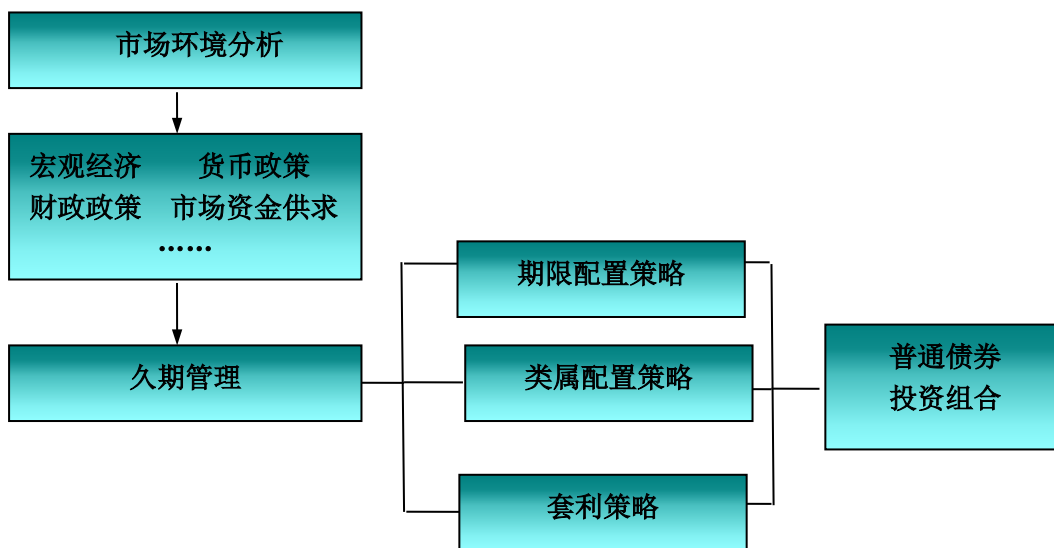 市场环境分析
宏观经济 货币政策
财政政策 市场资金供求
……
久期管理
期限配置策略
类属配置策略
套利策略
普通债券
投资组合